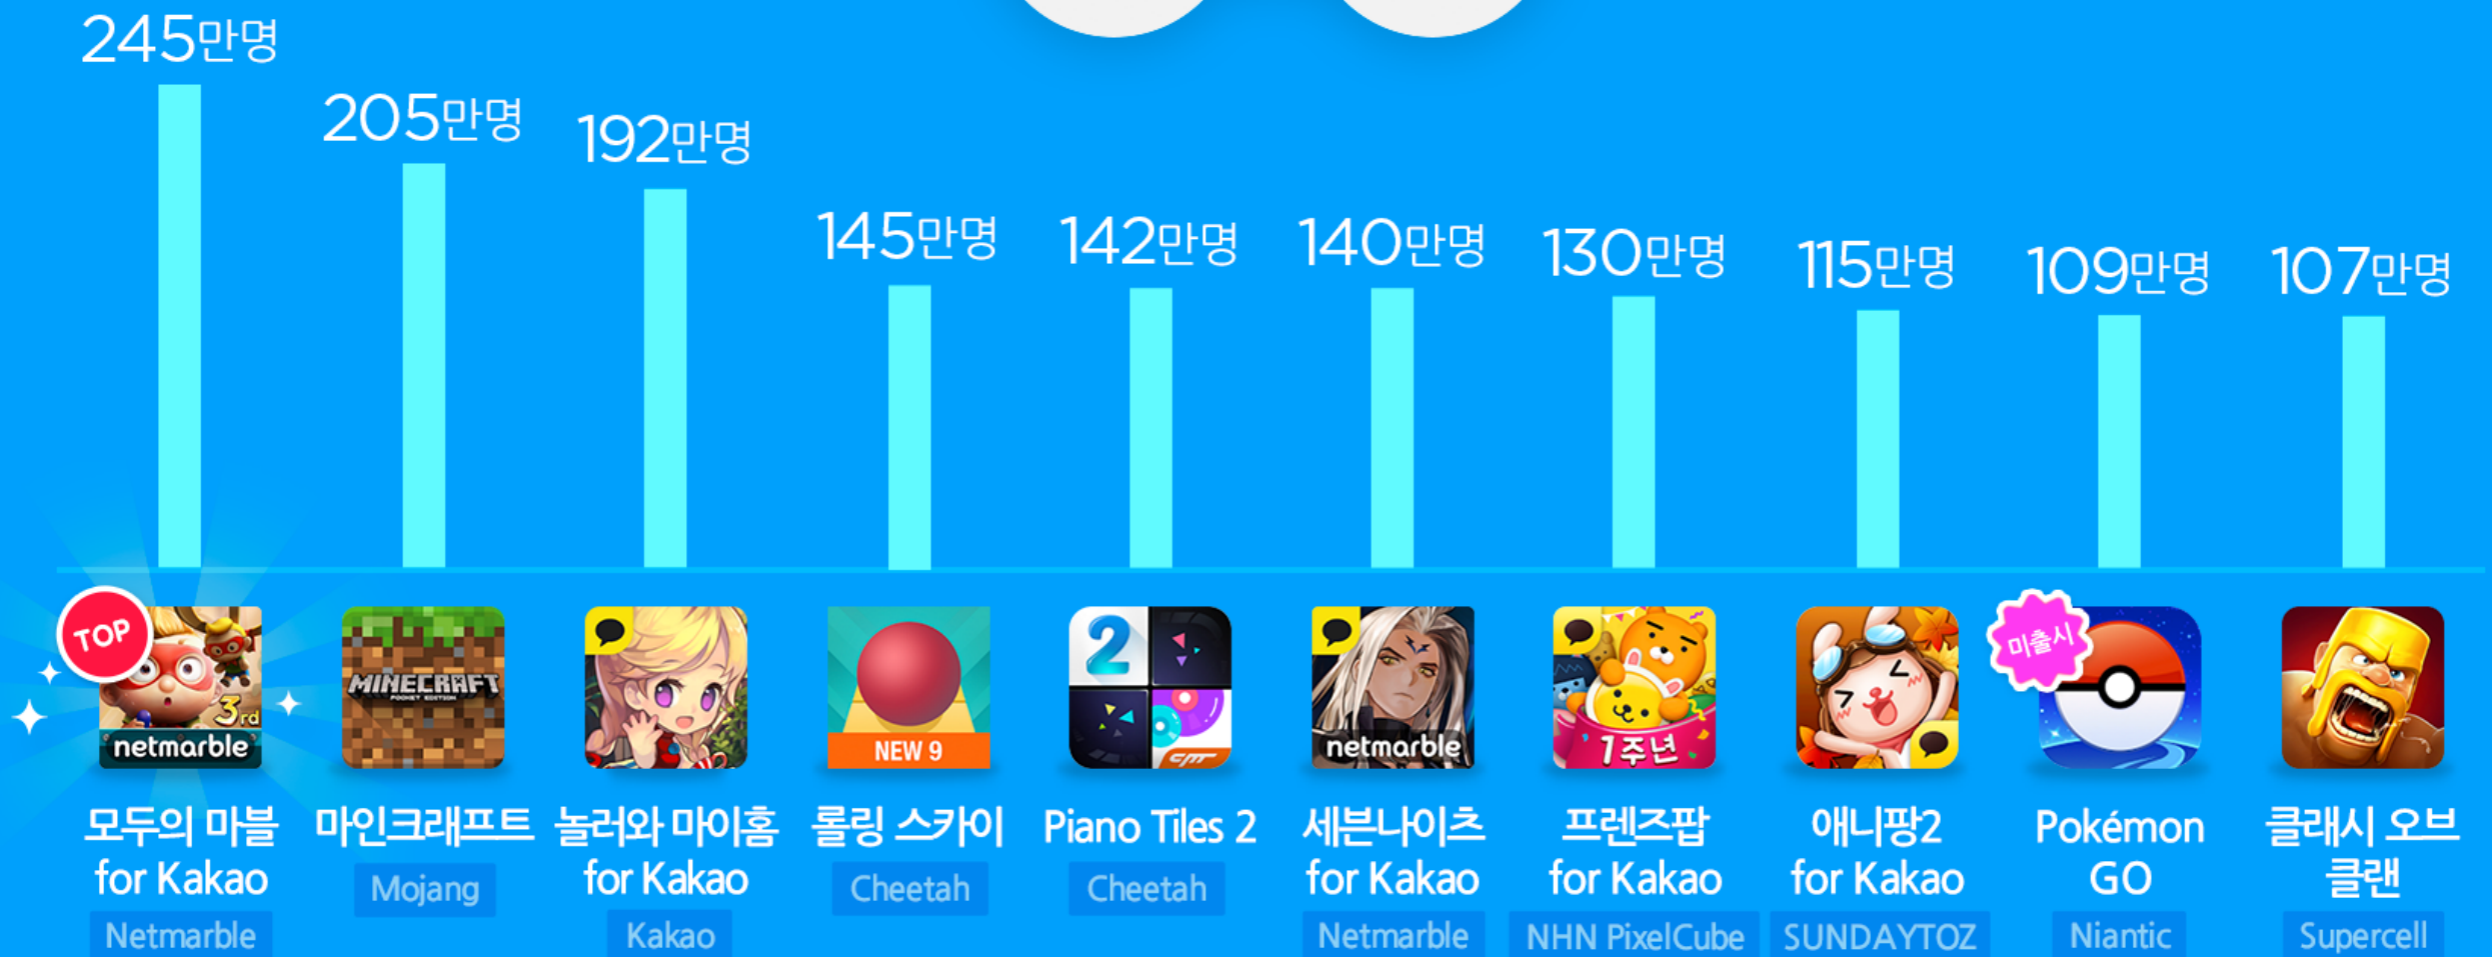 245만명
205만명
192만명
145만명
142만명
140만명
130만명
115만명
109만명
107만명
TOP
3rd
netmarble
MINECRAFT
POCKET EDITION
NEW 9
2
CMT
netmarble
1주년
미출시
모두의 마블
for Kakao
Netmarble
마인크래프트
Mojang
놀러와 마이홈
for Kakao
Kakao
롤링 스카이
Cheetah
Piano Tiles 2
Cheetah
세븐나이츠
for Kakao
Netmarble
프렌즈팝
for Kakao
NHN PixelCube
애니팡2
for Kakao
SUNDAYTOZ
Pokémon
GO
Niantic
클래시 오브
클랜
Supercell